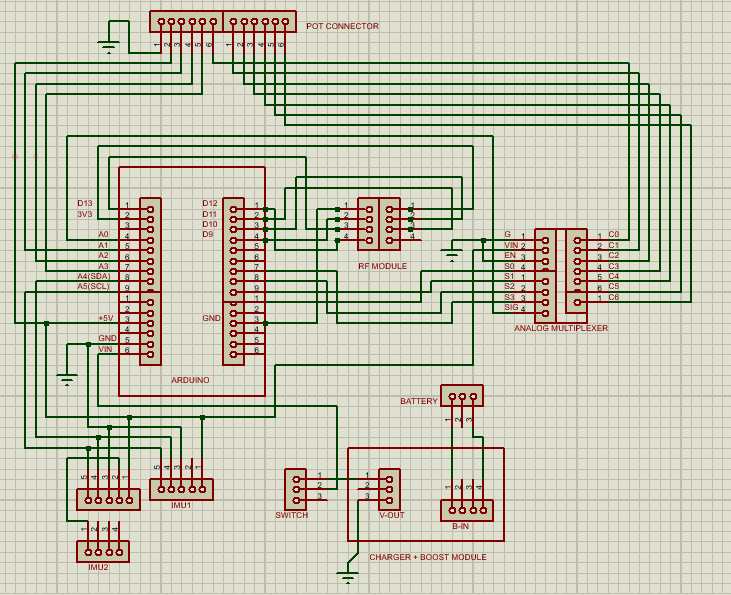 POT CONNECTOR
1 2 3 4 5 6 1 2 3 4 5 6
D13 1
3V3 2
3
A0 4
A1 5
A2 6
A3 7
A4(SDA) 8
A5(SCL) 9
1
2
+5V 3
4
GND 5
VIN 6
D12 1
D11 2
D10 3
D9 4
5
6
7
8
9
1
2
GND 3
4
5
6
ARDUINO
1 1
2 2
3 3
4 4
RF MODULE
G 1
VIN 2
EN 3
S0 4
S1 1
S2 2
S3 3
SIG 4
1 C0
2 C1
3 C2
4 C3
5 C4
6 C5
1 C6
ANALOG MULTIPLEXER
BATTERY
1 2 3
5 4 3 2 1
5 4 3 2 1
IMU1
1 2 3 4
IMU2
1
2
3
SWITCH
1
2
3
V-OUT
1 2 3 4
B-IN
CHARGER + BOOST MODULE